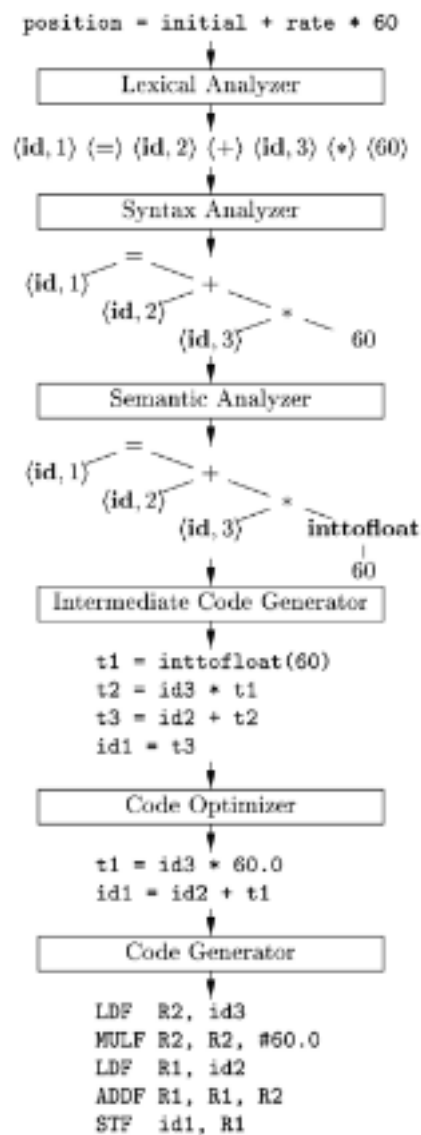 position = initial + rate * 60
Lexical Analyzer
⟨id, 1⟩ ⟨=⟩ ⟨id, 2⟩ ⟨+⟩ ⟨id, 3⟩ ⟨*⟩ ⟨60⟩
Syntax Analyzer
=
⟨id, 1⟩ +
⟨id, 2⟩ *
⟨id, 3⟩ 60
Semantic Analyzer
=
⟨id, 1⟩ +
⟨id, 2⟩ *
⟨id, 3⟩ inttofloat
60
Intermediate Code Generator
t1 = inttofloat(60)
t2 = id3 * t1
t3 = id2 + t2
id1 = t3
Code Optimizer
t1 = id3 * 60.0
id1 = id2 + t1
Code Generator
LDF R2, id3
MULF R2, R2, #60.0
LDF R1, id2
ADDF R1, R1, R2
STF id1, R1